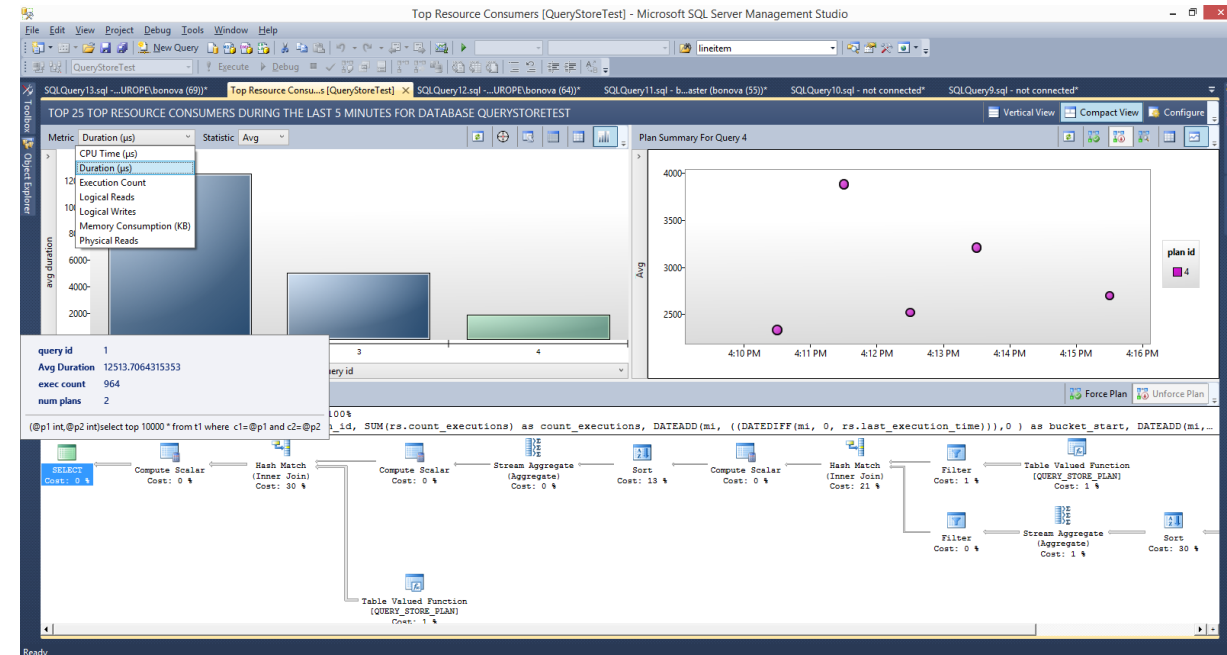 Top Resource Consumers [QueryStoreTest] - Microsoft SQL Server Management Studio
File Edit View Project Debug Tools Window Help
New Query lineitem
QueryStoreTest Execute Debug
SQLQuery13.sql -...UROPE\bonova (69))* Top Resource Consu...s [QueryStoreTest] SQLQuery12.sql -...UROPE\bonova (64))* SQLQuery11.sql - b...aster (bonova (55))* SQLQuery10.sql - not connected* SQLQuery9.sql - not connected*
Toolbox
Object Explorer
TOP 25 TOP RESOURCE CONSUMERS DURING THE LAST 5 MINUTES FOR DATABASE QUERYSTORETEST Vertical View Compact View Configure
Metric Duration (µs) Statistic Avg
CPU Time (µs)
Duration (µs)
Execution Count
Logical Reads
Logical Writes
Memory Consumption (KB)
Physical Reads
6000
4000
2000
avg duration
3 4
query id 1
Avg Duration 12513.7064315353
exec count 964
num plans 2
(@p1 int,@p2 int)select top 10000 * from t1 where c1=@p1 and c2=@p2
Plan Summary For Query 4
4000
3500
3000
2500
Avg
4:10 PM 4:11 PM 4:12 PM 4:13 PM 4:14 PM 4:15 PM 4:16 PM
plan id
4
Force Plan Unforce Plan
100%
_id, SUM(rs.count_executions) as count_executions, DATEADD(mi, ((DATEDIFF(mi, 0, rs.last_execution_time))),0 ) as bucket_start, DATEADD(mi,...
SELECT
Cost: 0 %
Compute Scalar
Cost: 0 %
Hash Match
(Inner Join)
Cost: 30 %
Compute Scalar
Cost: 0 %
Stream Aggregate
(Aggregate)
Cost: 0 %
Sort
Cost: 13 %
Compute Scalar
Cost: 0 %
Hash Match
(Inner Join)
Cost: 21 %
Filter
Cost: 1 %
Table Valued Function
[QUERY_STORE_PLAN]
Cost: 1 %
Filter
Cost: 0 %
Stream Aggregate
(Aggregate)
Cost: 1 %
Sort
Cost: 30 %
Table Valued Function
[QUERY_STORE_PLAN]
Cost: 1 %
Ready